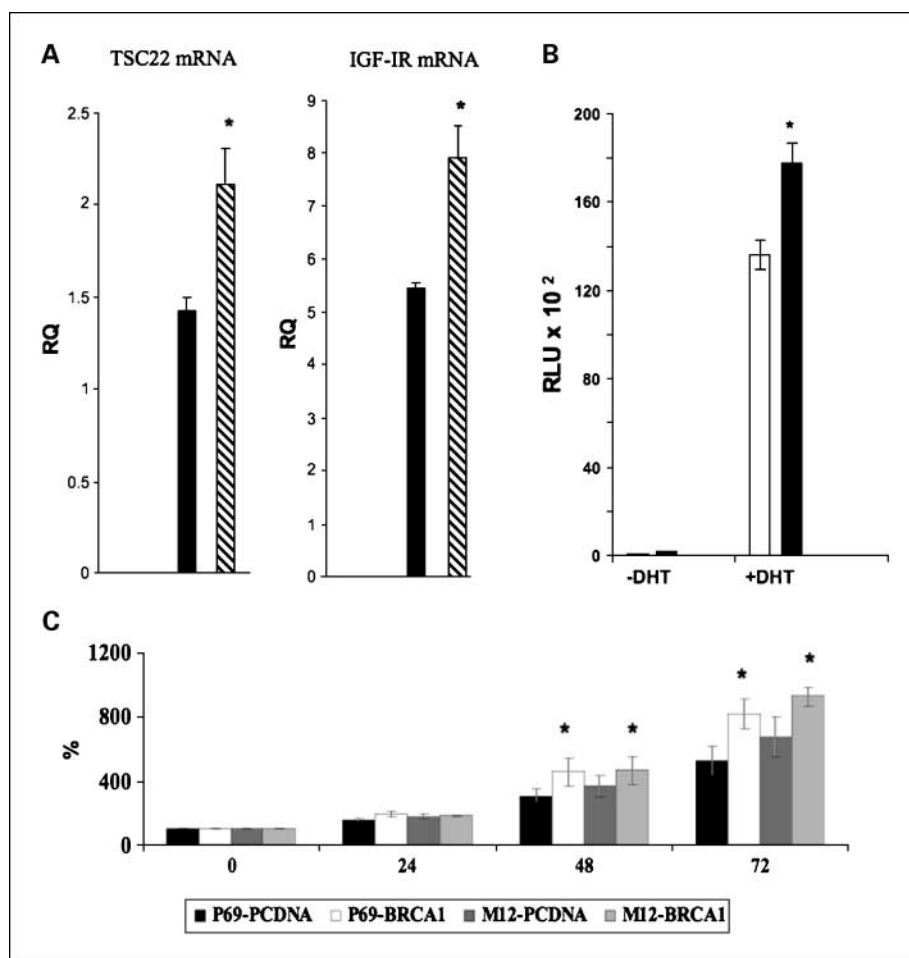 A
TSC22 mRNA
IGF-IR mRNA
B
2.5
2
1.5
1
0.5
0
RQ
*
9
8
7
6
5
4
3
2
1
0
RQ
*
200
160
120
80
40
0
RLU x 10 2
*
-DHT
+DHT
C
1200
800
400
0
%
* * * *
0 24 48 72
P69-PCDNA P69-BRCA1 M12-PCDNA M12-BRCA1